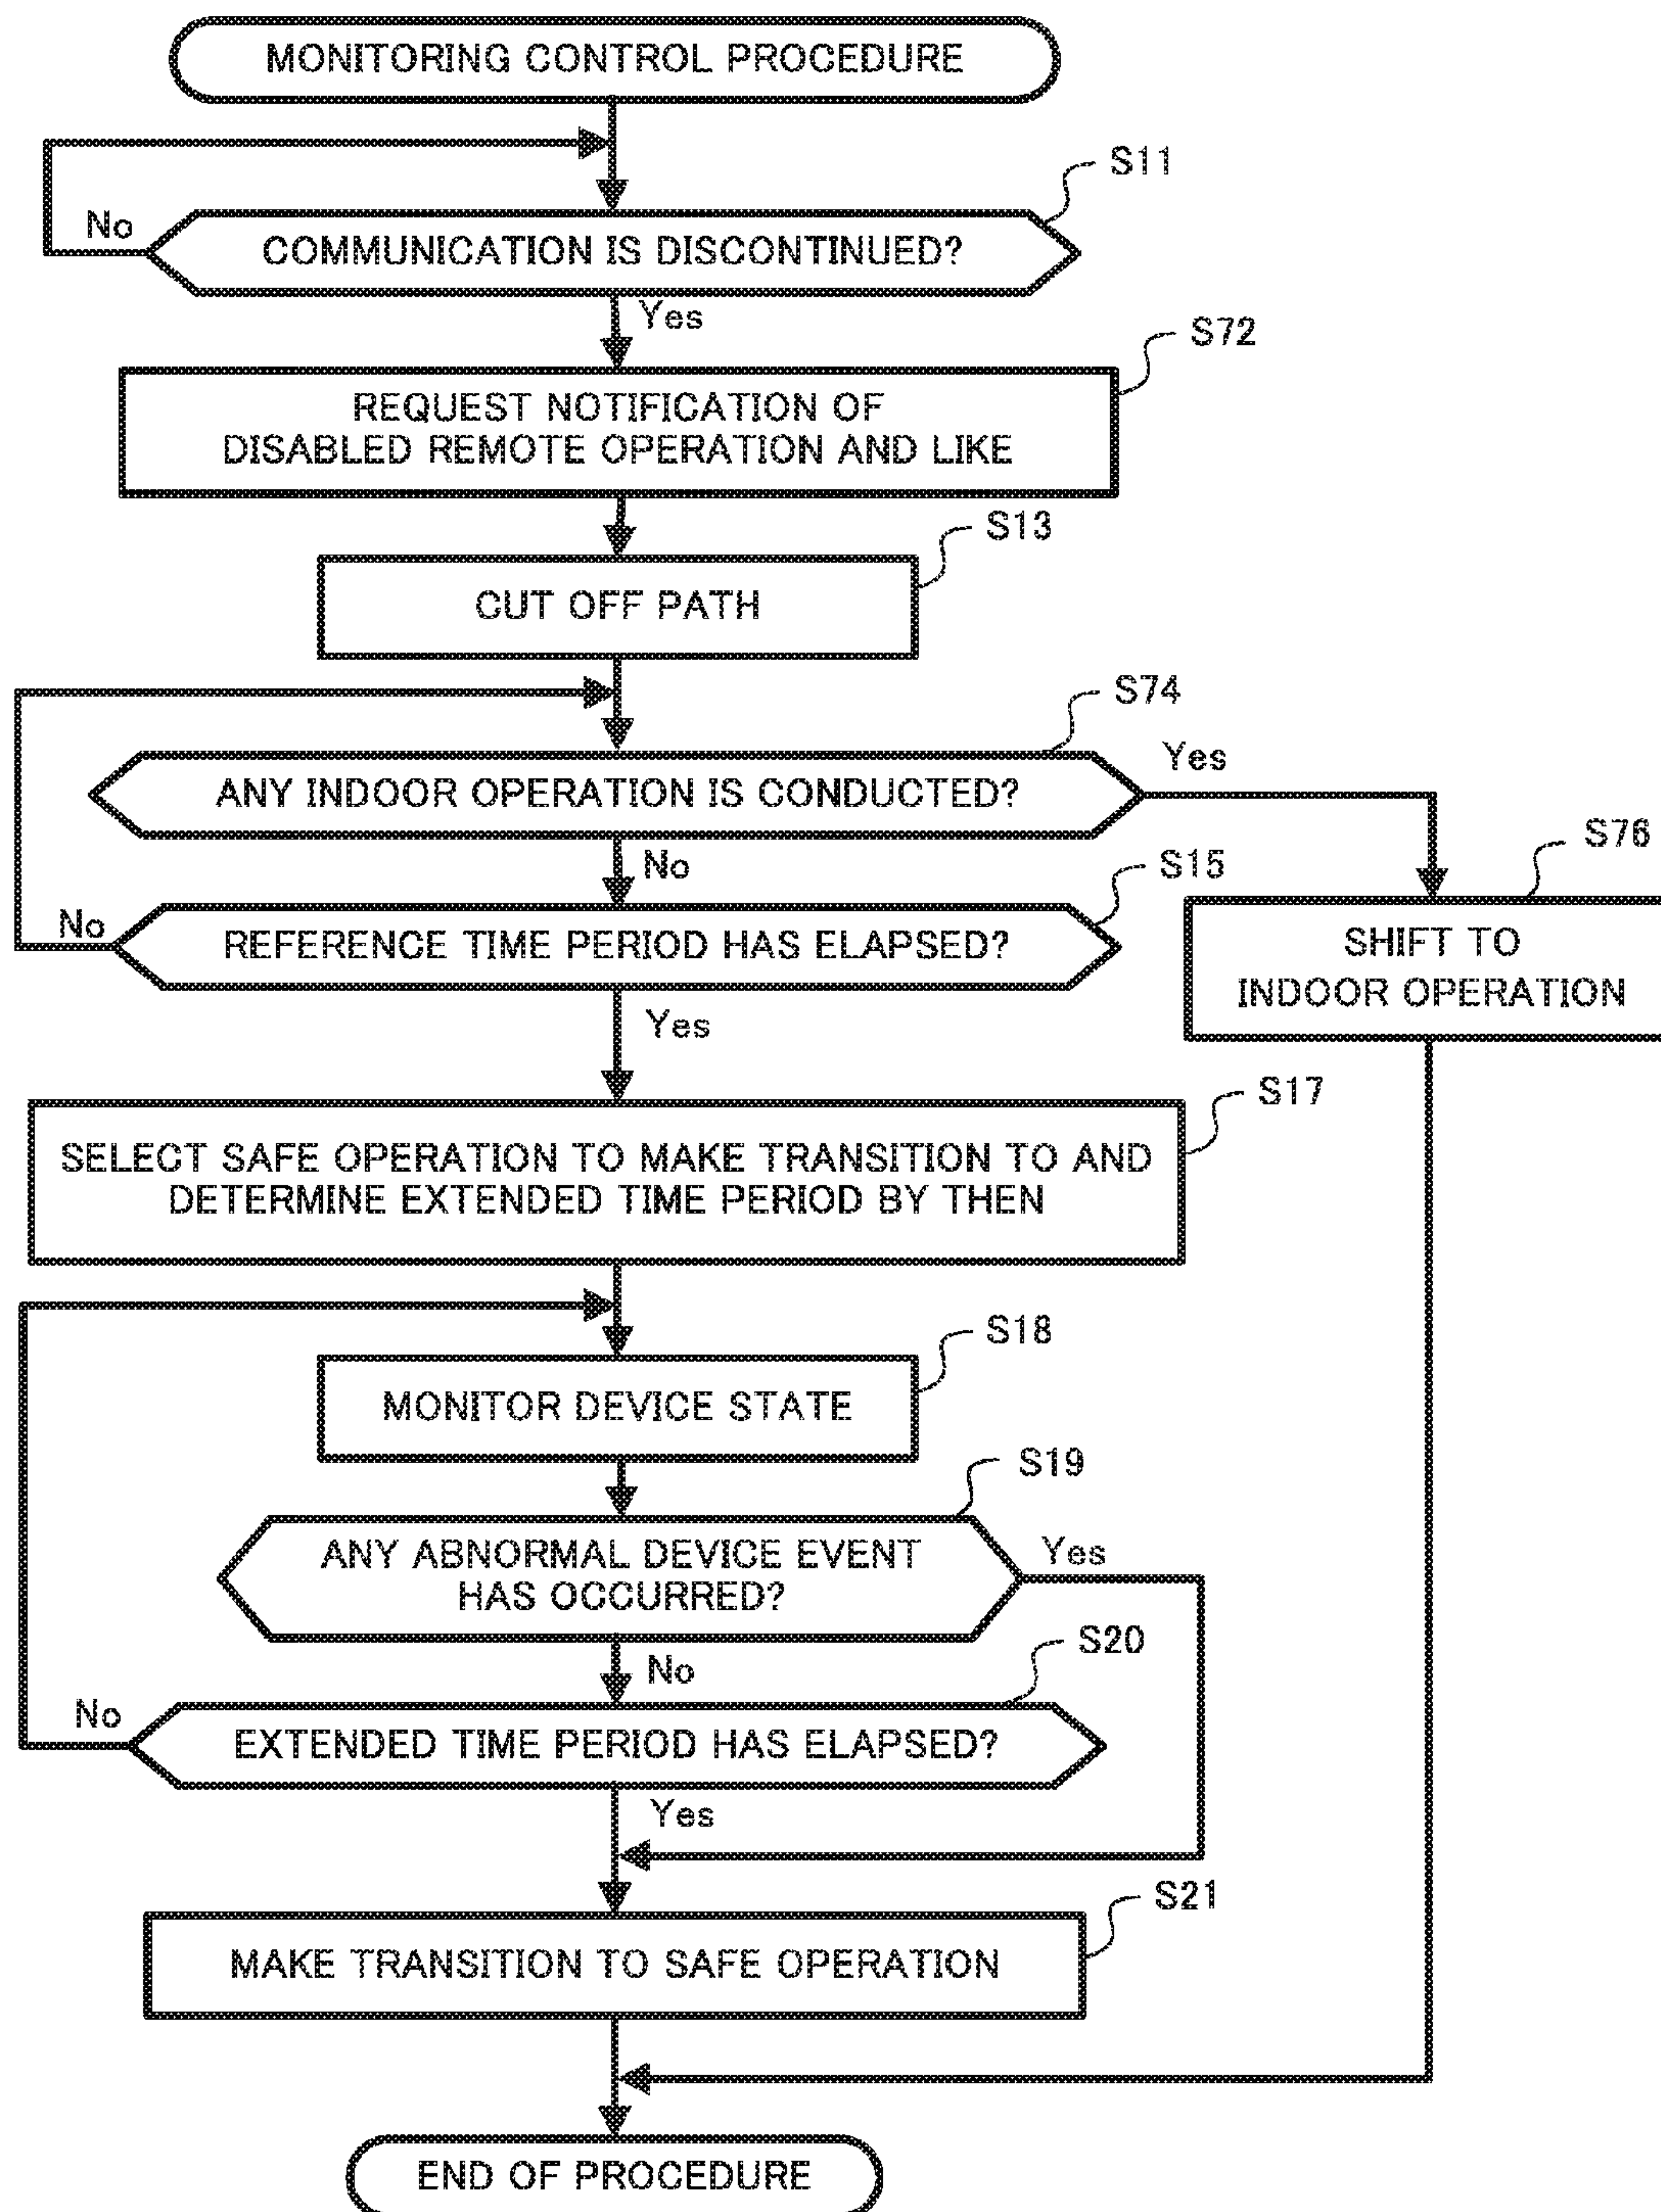 MONITORING CONTROL PROCEDURE
S11
No
COMMUNICATION IS DISCONTINUED?
Yes
S72
REQUEST NOTIFICATION OF
DISABLED REMOTE OPERATION AND LIKE
S13
CUT OFF PATH
S74
Yes
ANY INDOOR OPERATION IS CONDUCTED?
S76
No
S15
No
REFERENCE TIME PERIOD HAS ELAPSED?
SHIFT TO
INDOOR OPERATION
Yes
S17
SELECT SAFE OPERATION TO MAKE TRANSITION TO AND
DETERMINE EXTENDED TIME PERIOD BY THEN
S18
MONITOR DEVICE STATE
S19
ANY ABNORMAL DEVICE EVENT
HAS OCCURRED?
Yes
S20
No
No
EXTENDED TIME PERIOD HAS ELAPSED?
Yes
S21
MAKE TRANSITION TO SAFE OPERATION
END OF PROCEDURE